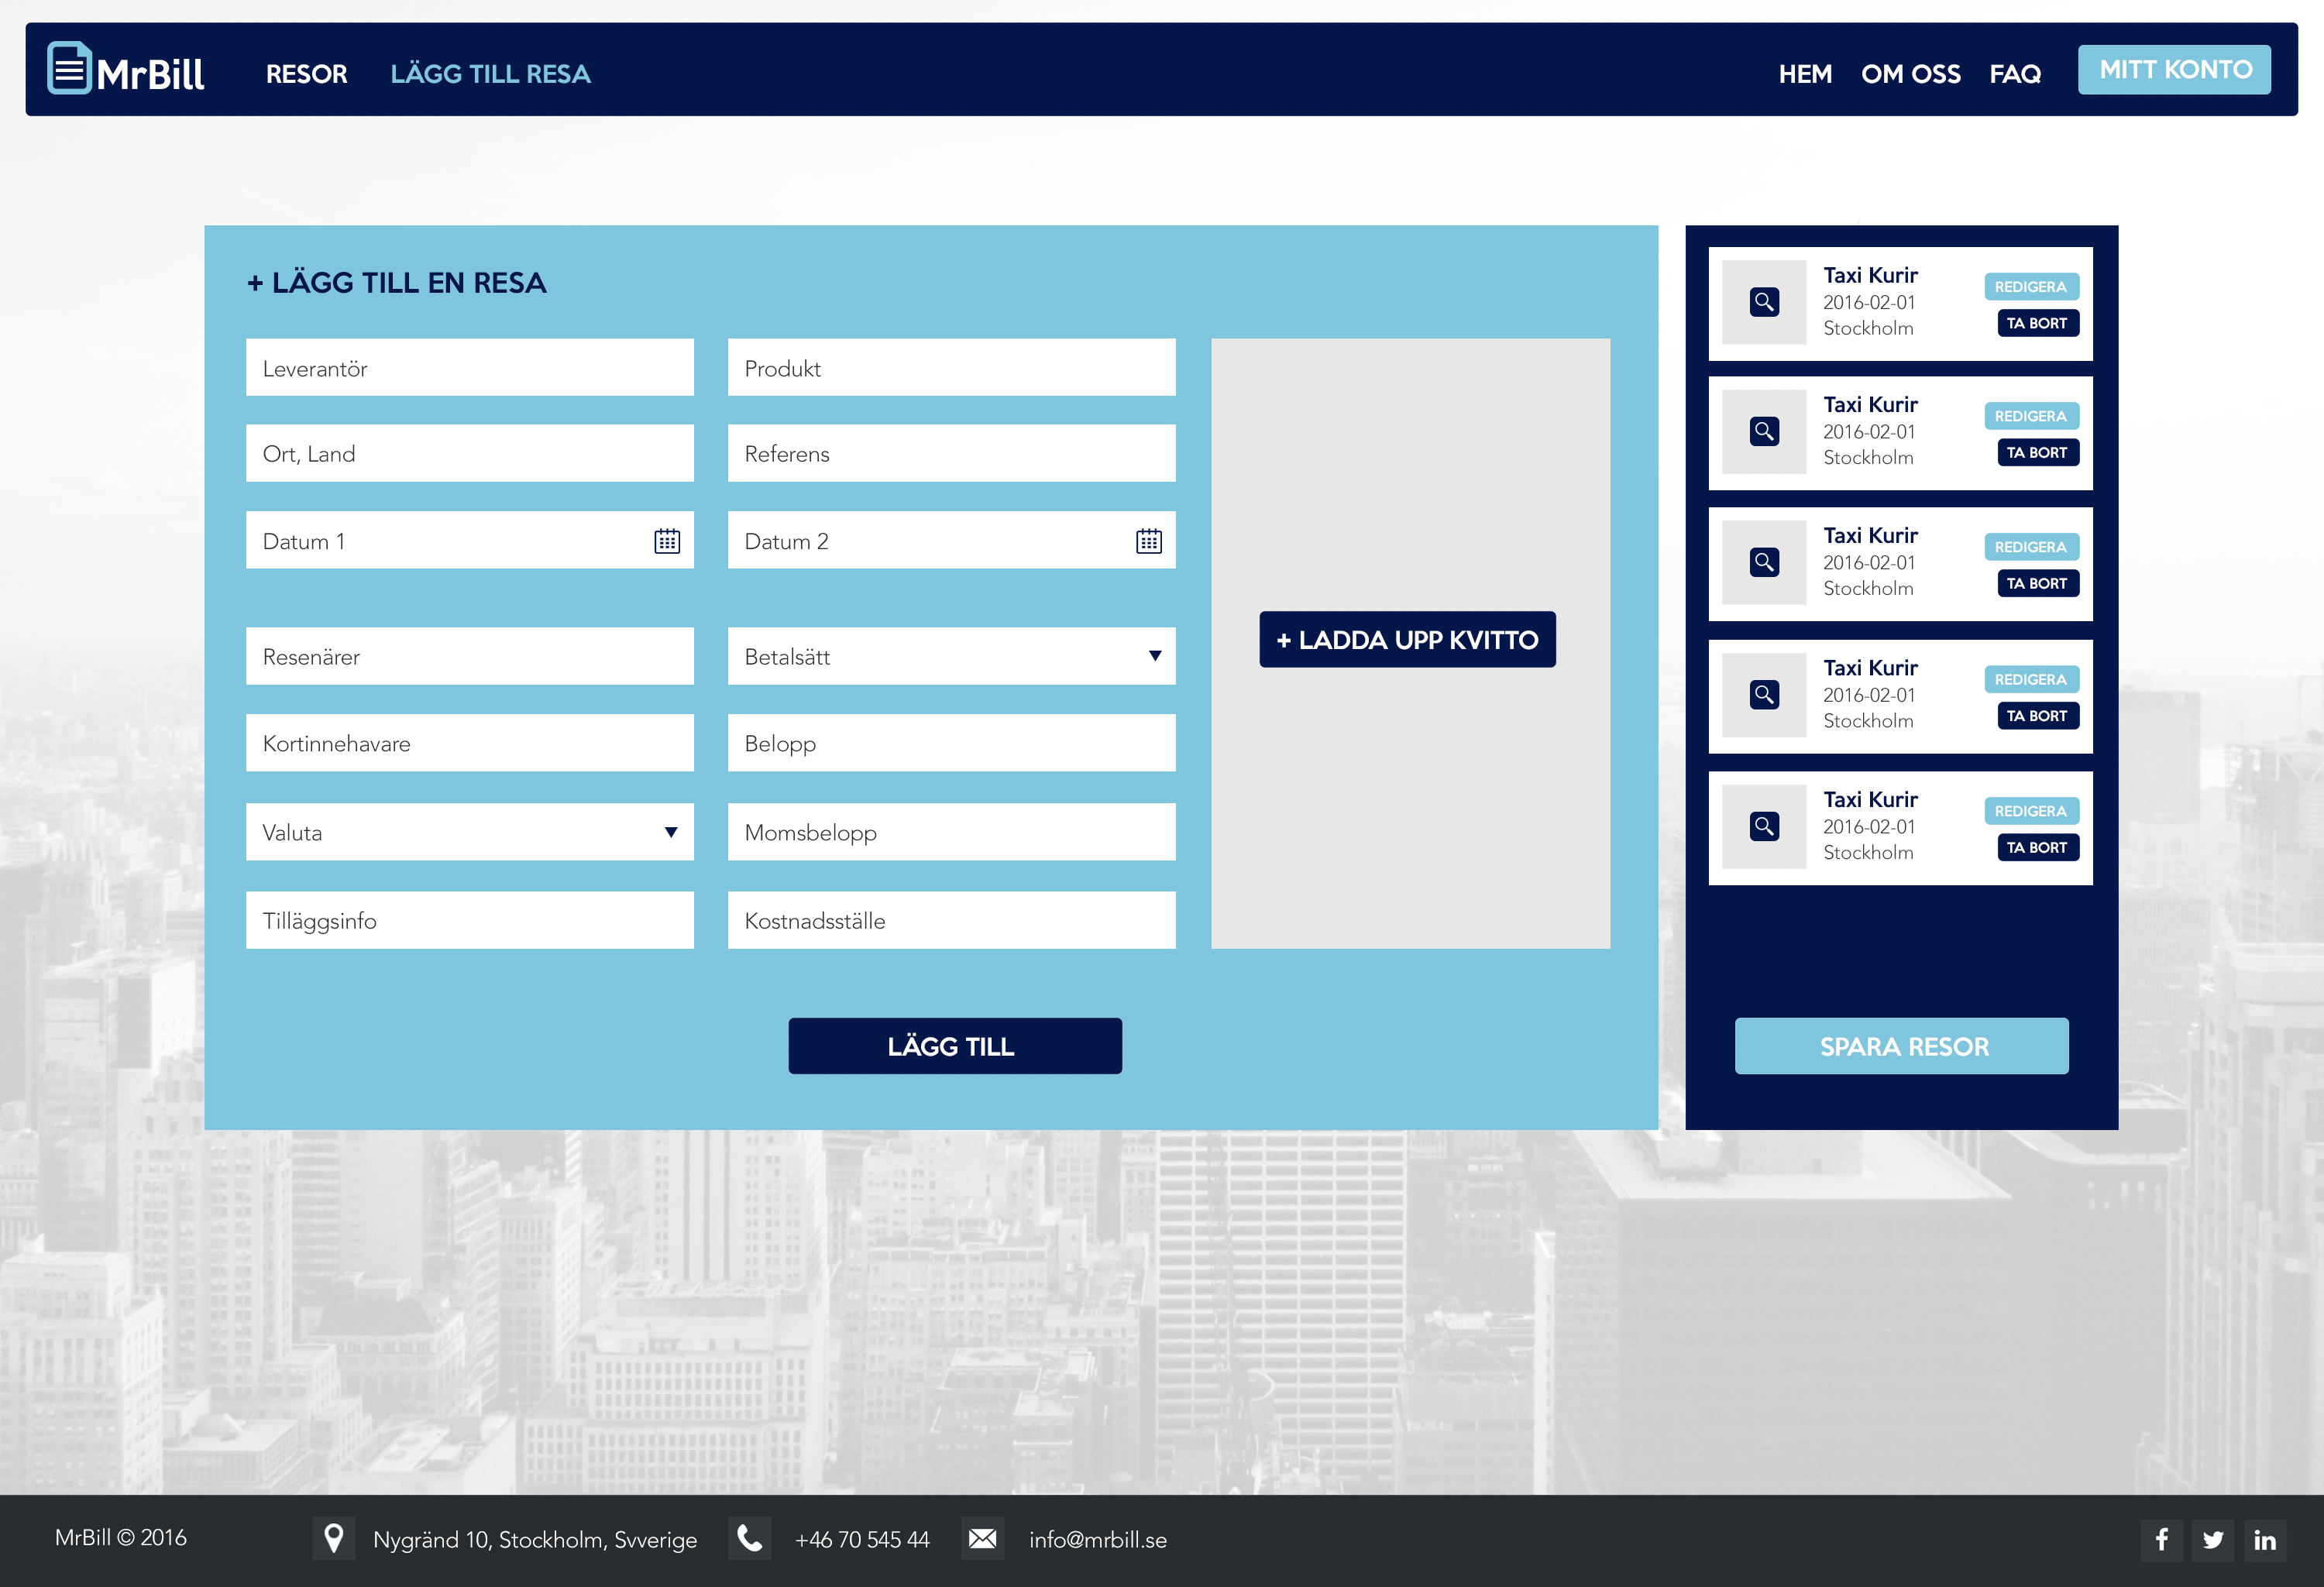 MrBill
RESOR
LÄGG TILL RESA
HEM
OM OSS
FAQ
MITT KONTO
+ LÄGG TILL EN RESA
Leverantör
Produkt
Ort, Land
Referens
Datum 1
Datum 2
Resenärer
Betalsätt
Kortinnehavare
Belopp
Valuta
Momsbelopp
Tilläggsinfo
Kostnadsställe
+ LADDA UPP KVITTO
LÄGG TILL
Taxi Kurir
2016-02-01
Stockholm
REDIGERA
TA BORT
Taxi Kurir
2016-02-01
Stockholm
REDIGERA
TA BORT
Taxi Kurir
2016-02-01
Stockholm
REDIGERA
TA BORT
Taxi Kurir
2016-02-01
Stockholm
REDIGERA
TA BORT
Taxi Kurir
2016-02-01
Stockholm
REDIGERA
TA BORT
SPARA RESOR
MrBill © 2016
Nygränd 10, Stockholm, Svverige
+46 70 545 44
info@mrbill.se